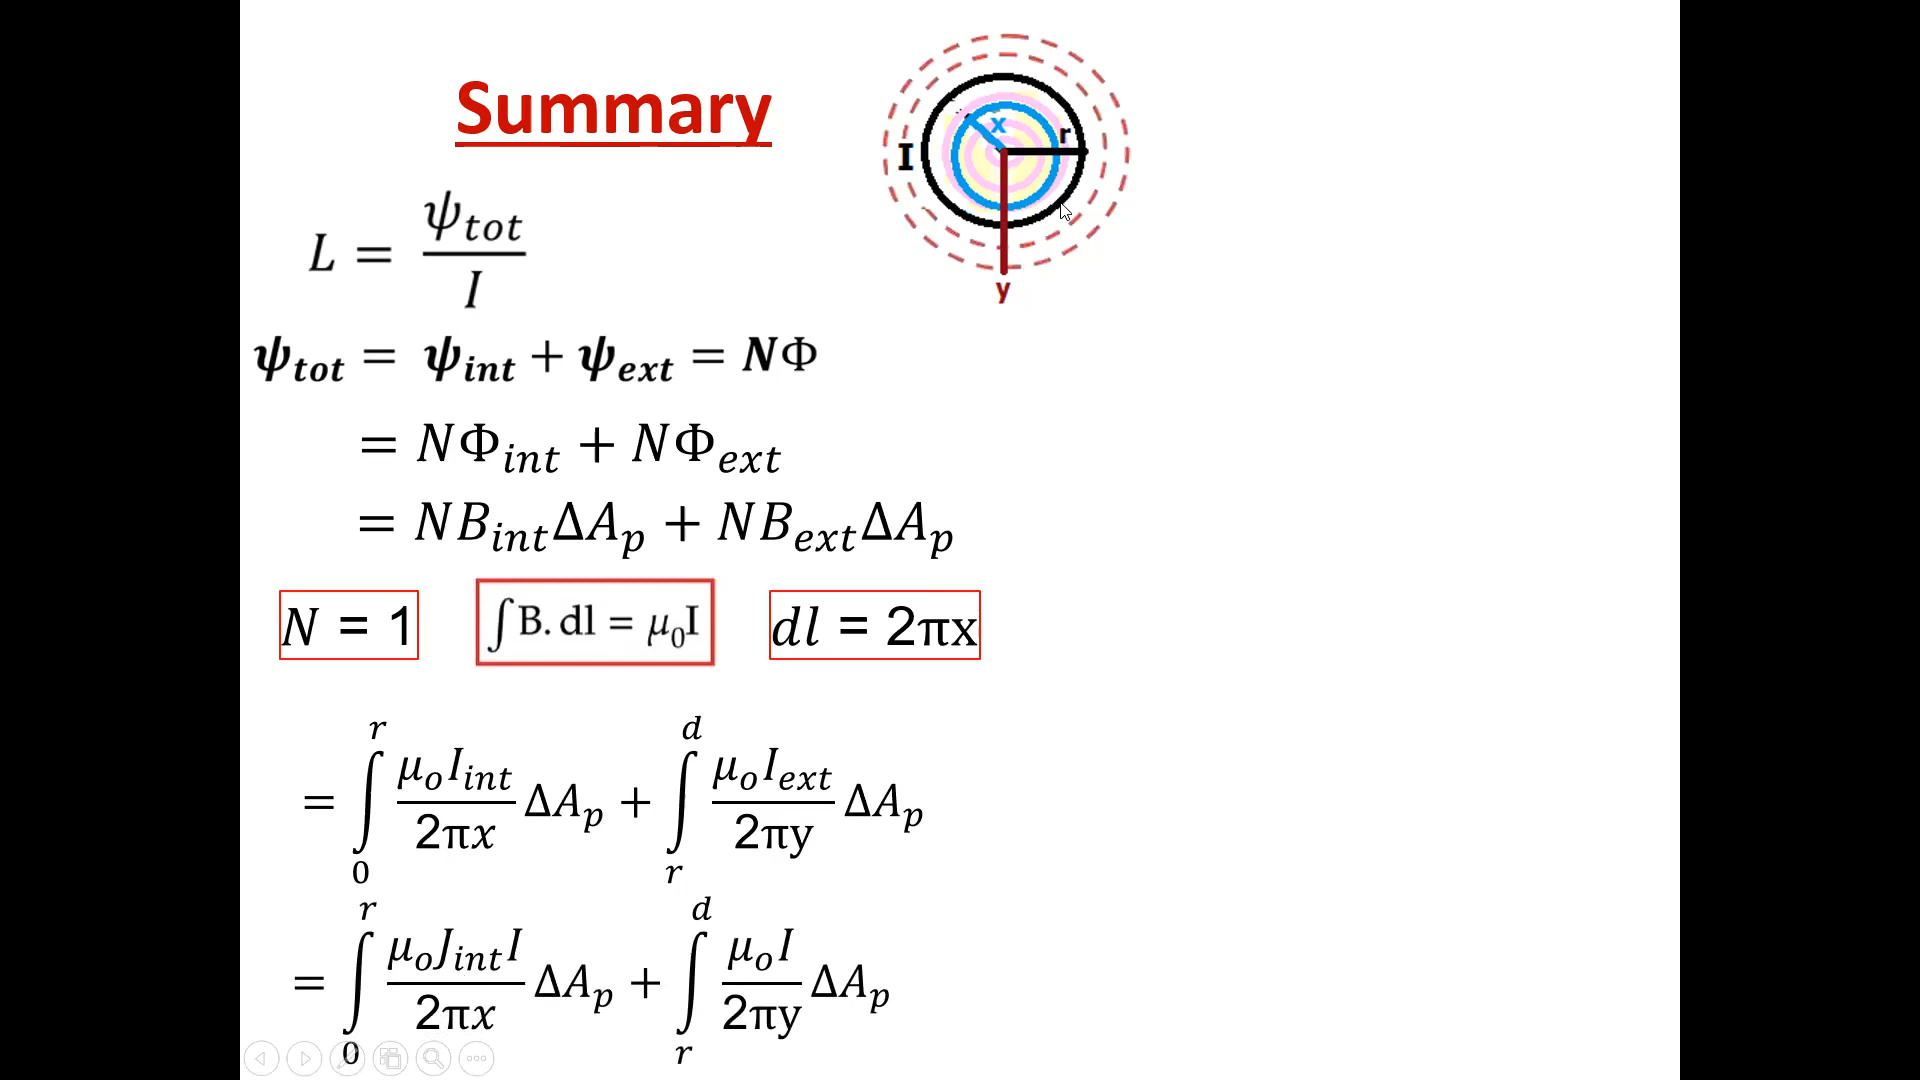 Summary
x
r
I
y
L = ψ_tot / I
ψ_tot = ψ_int + ψ_ext = NΦ
= NΦ_int + NΦ_ext
= NB_int ΔA_p + NB_ext ΔA_p
N = 1
∫ B. dl = μ_0 I
dl = 2πx
= ∫_0^r (μ_o I_int / 2πx) ΔA_p + ∫_r^d (μ_o I_ext / 2πy) ΔA_p
= ∫_0^r (μ_o J_int I / 2πx) ΔA_p + ∫_r^d (μ_o I / 2πy) ΔA_p